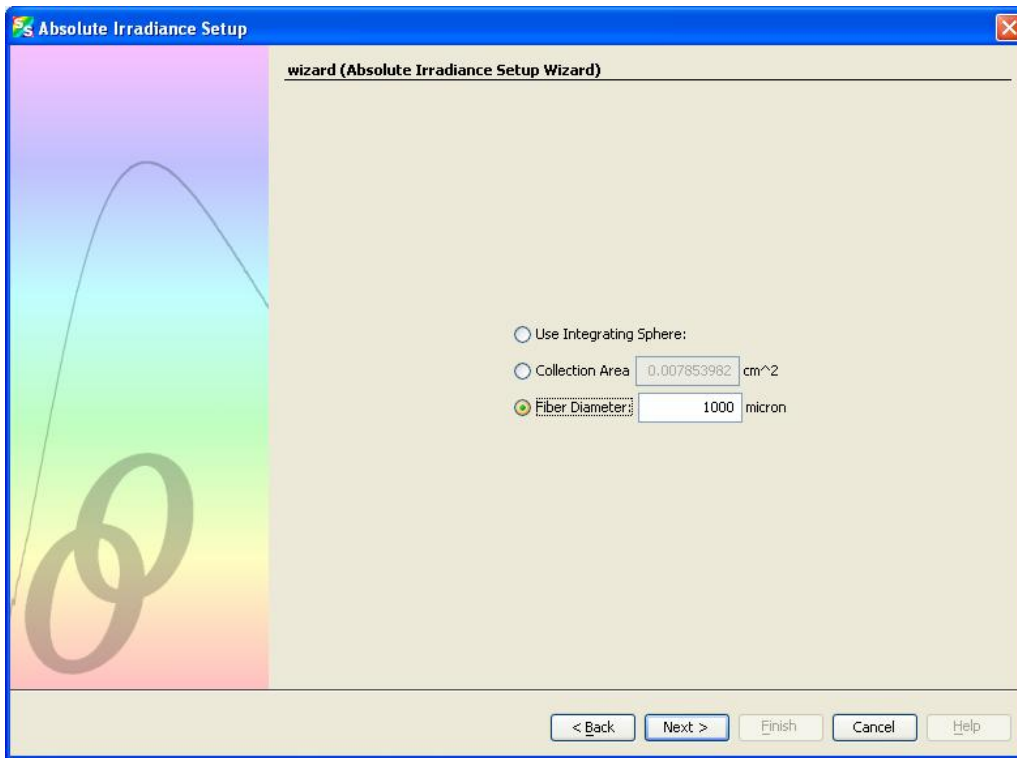 Absolute Irradiance Setup
wizard (Absolute Irradiance Setup Wizard)
Use Integrating Sphere:
Collection Area 0.007853982 cm^2
Fiber Diameter: 1000 micron
< Back Next > Finish Cancel Help